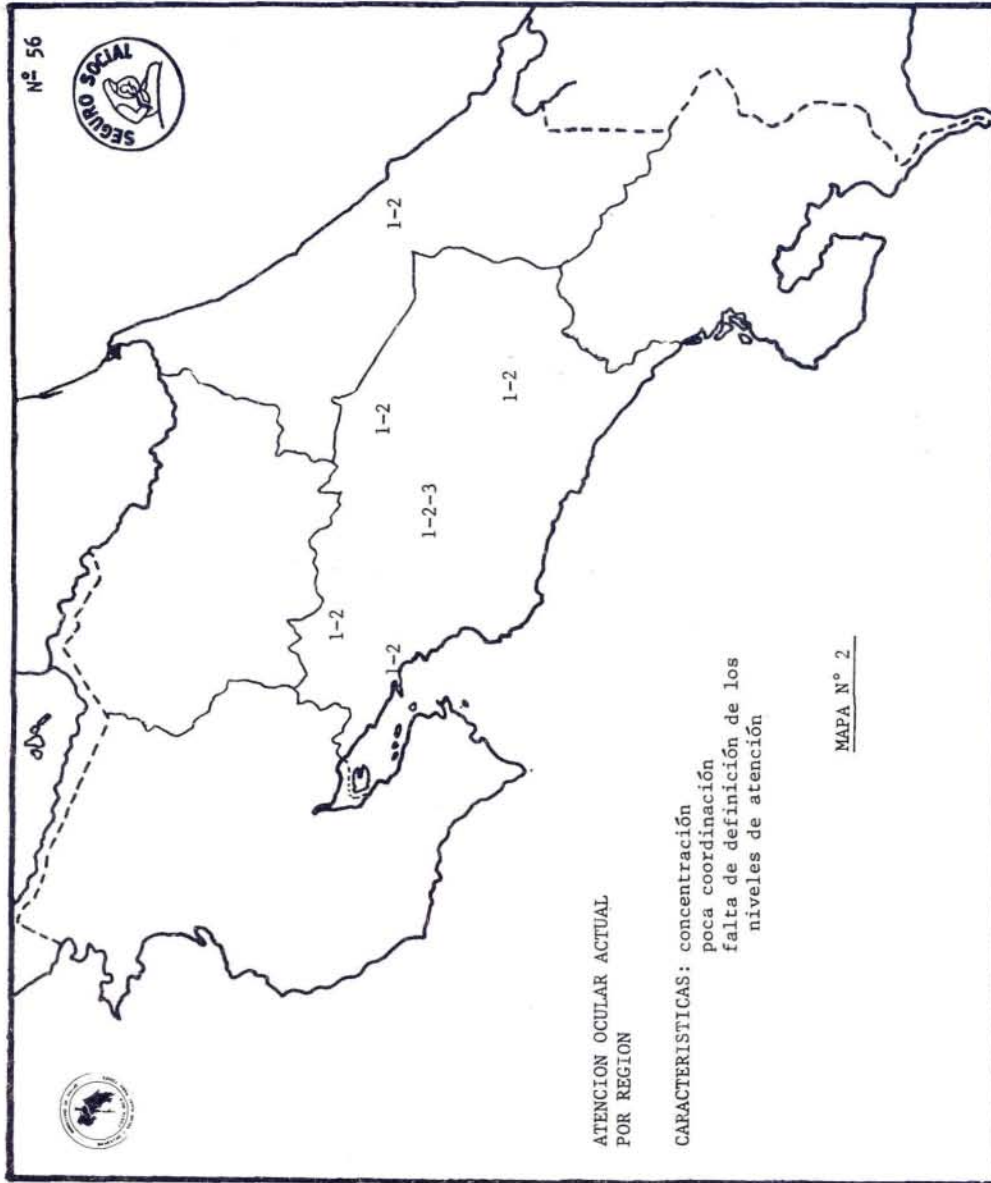 Nº 56
SEGURO SOCIAL
1-2
1-2
1-2
1-2-3
1-2
1-2
ATENCION OCULAR ACTUAL
POR REGION
CARACTERISTICAS: concentración
poca coordinación
falta de definición de los
niveles de atención
MAPA N° 2